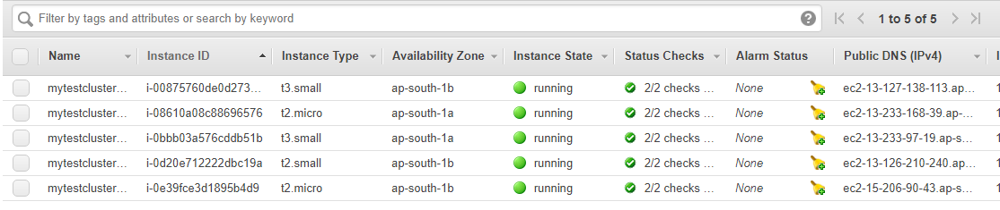 Filter by tags and attributes or search by keyword 1 to 5 of 5
Name Instance ID Instance Type Availability Zone Instance State Status Checks Alarm Status Public DNS (IPv4)
mytestcluster... i-00875760de0d273... t3.small ap-south-1b running 2/2 checks ... None ec2-13-127-138-113.ap...
mytestcluster... i-08610a08c88696576 t2.micro ap-south-1a running 2/2 checks ... None ec2-13-233-168-39.ap-...
mytestcluster... i-0bbb03a576cddb51b t3.small ap-south-1a running 2/2 checks ... None ec2-13-233-97-19.ap-s...
mytestcluster... i-0d20e712222dbc19a t2.small ap-south-1b running 2/2 checks ... None ec2-13-126-210-240.ap...
mytestcluster... i-0e39fce3d1895b4d9 t2.micro ap-south-1b running 2/2 checks ... None ec2-15-206-90-43.ap-s...